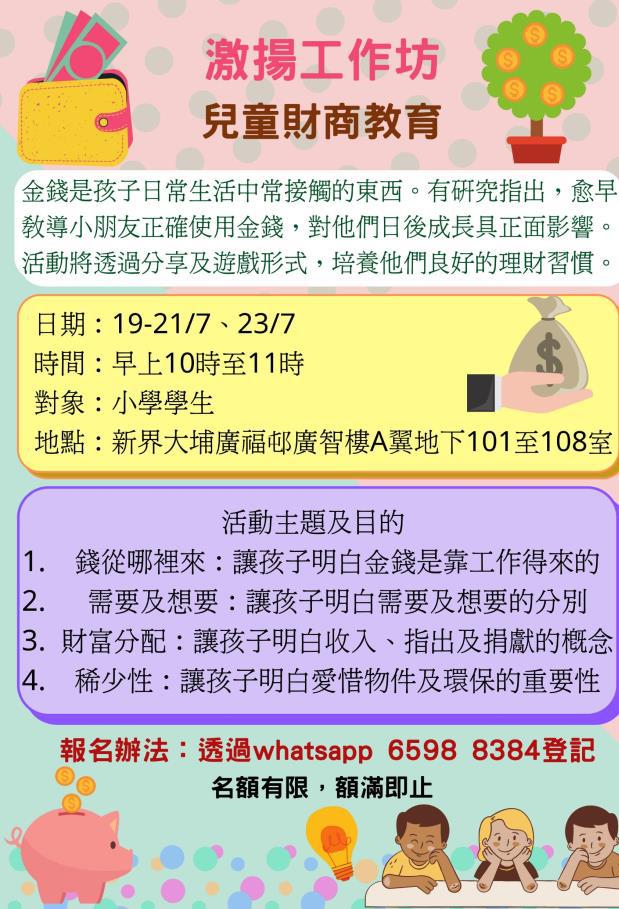 激揚工作坊
兒童財商教育
金錢是孩子日常生活中常接觸的東西。有研究指出，愈早
教導小朋友正確使用金錢，對他們日後成長具正面影響。
活動將透過分享及遊戲形式，培養他們良好的理財習慣。
日期：19-21/7、23/7
時間：早上10時至11時
對象：小學學生
地點：新界大埔廣福邨廣智樓A翼地下101至108室
活動主題及目的
1. 錢從哪裡來：讓孩子明白金錢是靠工作得來的
2. 需要及想要：讓孩子明白需要及想要的分別
3. 財富分配：讓孩子明白收入、指出及捐獻的概念
4. 稀少性：讓孩子明白愛惜物件及環保的重要性
報名辦法：透過whatsapp 6598 8384登記
名額有限，額滿即止